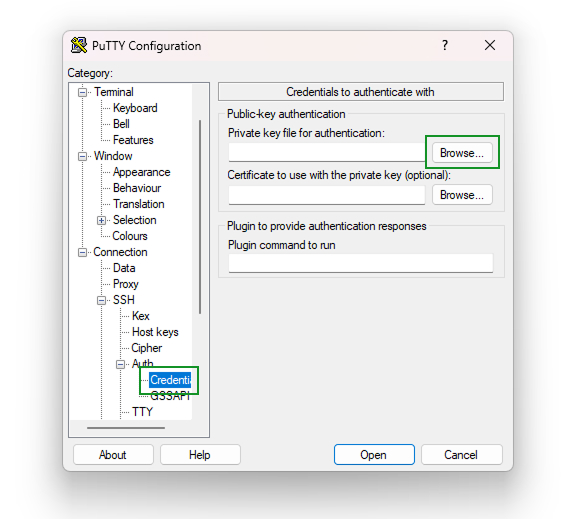 PuTTY Configuration
?
Category:
Terminal
Keyboard
Bell
Features
Window
Appearance
Behaviour
Translation
Selection
Colours
Connection
Data
Proxy
SSH
Kex
Host keys
Cipher
Auth
Credentia
GSSAPI
TTY
Credentials to authenticate with
Public-key authentication
Private key file for authentication:
Browse...
Certificate to use with the private key (optional):
Browse...
Plugin to provide authentication responses
Plugin command to run
About
Help
Open
Cancel